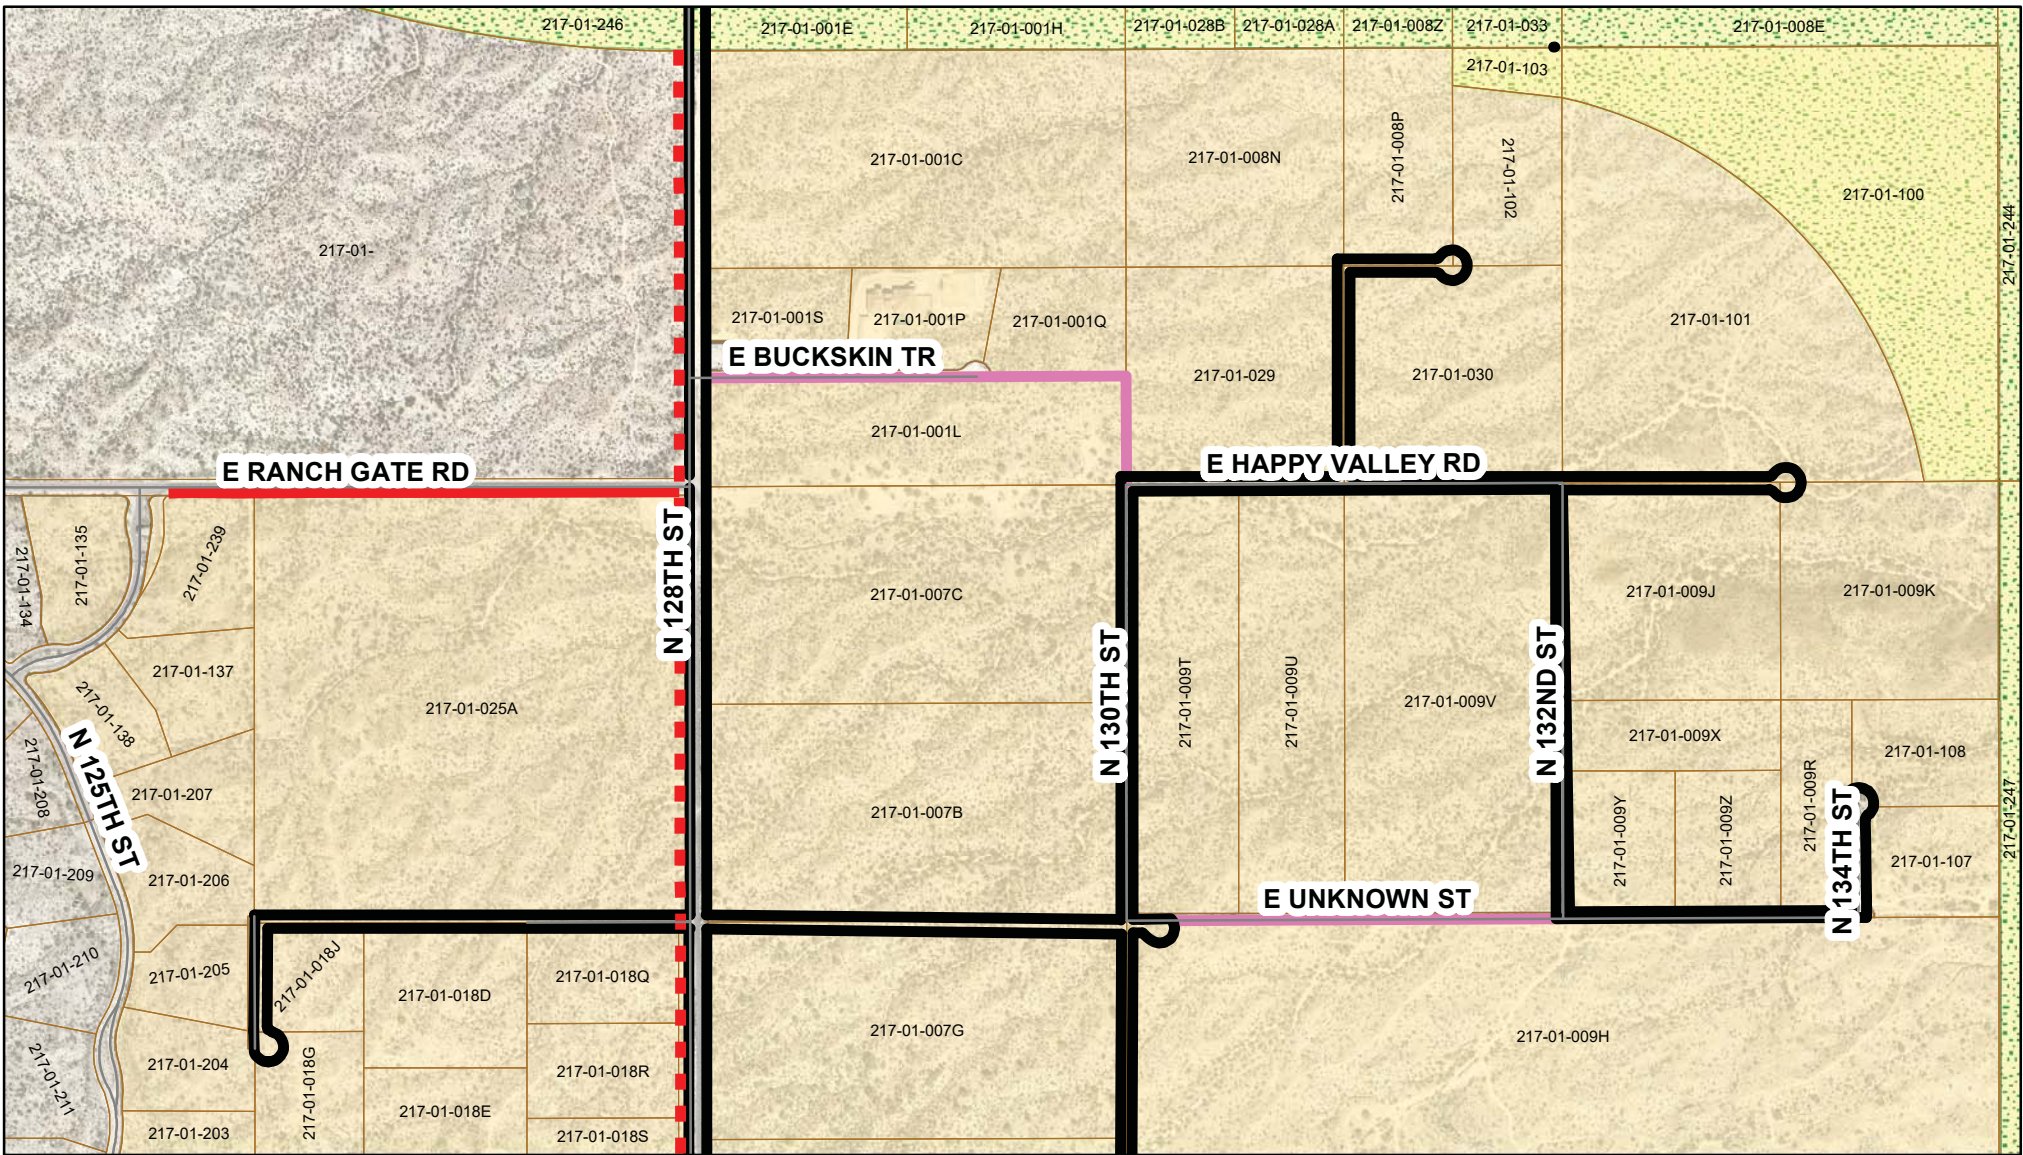 217-01-246
217-01-001E
217-01-001H
217-01-028B
217-01-028A
217-01-008Z
217-01-033
217-01-008E
217-01-103
217-01-001C
217-01-008N
217-01-008P
217-01-102
217-01-100
217-01-244
217-01-
217-01-001S
217-01-001P
217-01-001Q
217-01-101
E BUCKSKIN TR
217-01-029
217-01-030
217-01-001L
E RANCH GATE RD
E HAPPY VALLEY RD
217-01-134
217-01-135
217-01-239
N 128TH ST
217-01-007C
217-01-009J
217-01-009K
217-01-137
217-01-138
217-01-025A
N 130TH ST
217-01-009T
217-01-009U
217-01-009V
N 132ND ST
217-01-009X
217-01-108
217-01-208
N 125TH ST
217-01-207
217-01-007B
217-01-009Y
217-01-009Z
217-01-009R
N 134TH ST
217-01-107
217-01-247
217-01-209
217-01-206
E UNKNOWN ST
217-01-210
217-01-205
217-01-018J
217-01-018D
217-01-018Q
217-01-007G
217-01-009H
217-01-211
217-01-204
217-01-018G
217-01-018R
217-01-018E
217-01-203
217-01-018S